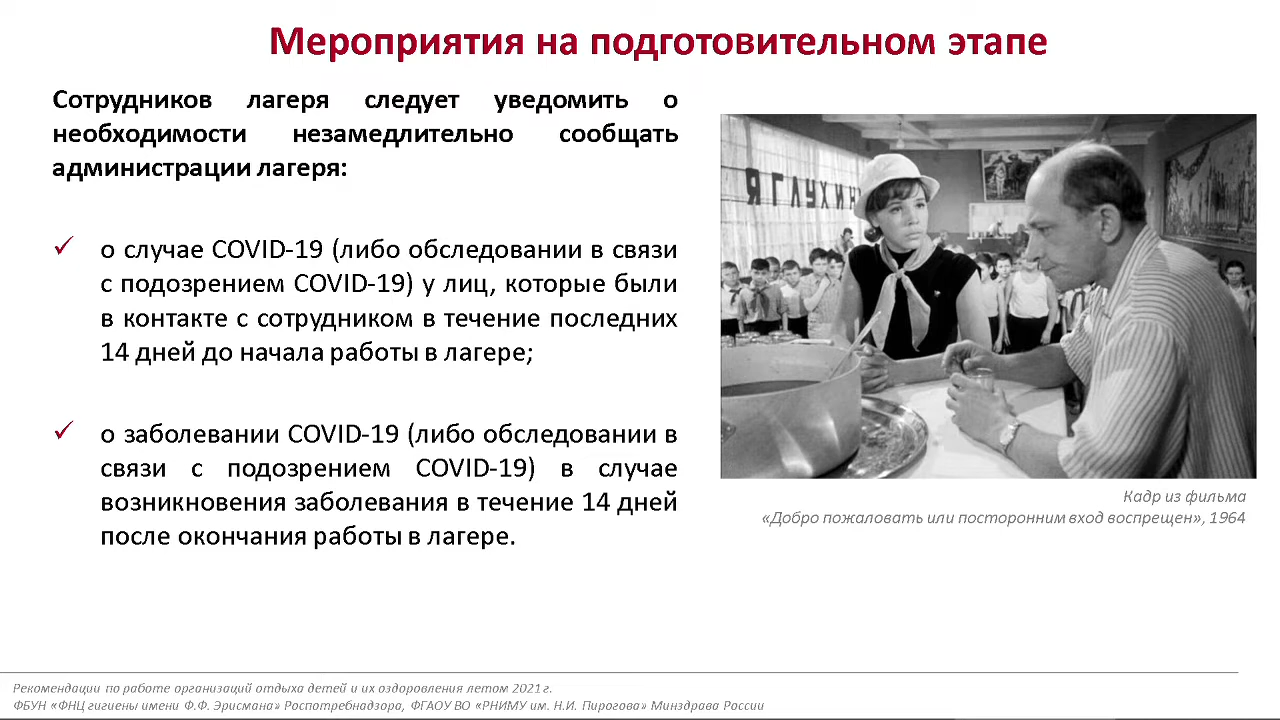 Мероприятия на подготовительном этапе
Сотрудников лагеря следует уведомить о
необходимости незамедлительно сообщать
администрации лагеря:
✓ о случае COVID-19 (либо обследовании в связи
с подозрением COVID-19) у лиц, которые были
в контакте с сотрудником в течение последних
14 дней до начала работы в лагере;
✓ о заболевании COVID-19 (либо обследовании в
связи с подозрением COVID-19) в случае
возникновения заболевания в течение 14 дней
после окончания работы в лагере.
Кадр из фильма
«Добро пожаловать или посторонним вход воспрещен», 1964
Рекомендации по работе организаций отдыха детей и их оздоровления летом 2021 г.
ФБУН «ФНЦ гигиены имени Ф.Ф. Эрисмана» Роспотребнадзора, ФГАОУ ВО «РНИМУ им. Н.И. Пирогова» Минздрава России